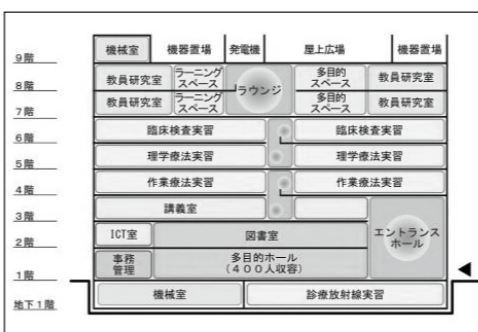 9階
機械室 機器置場 発電機 屋上広場 機器置場
8階
教員研究室 ラーニング
スペース ラウンジ 多目的
スペース 教員研究室
7階
教員研究室 ラーニング
スペース 多目的
スペース 教員研究室
6階
臨床検査実習 臨床検査実習
5階
理学療法実習 理学療法実習
4階
作業療法実習 作業療法実習
3階
講義室
2階
ICT室 図書室 エントランス
ホール
1階
事務
管理 多目的ホール
(400人収容)
地下1階
機械室 診療放射線実習